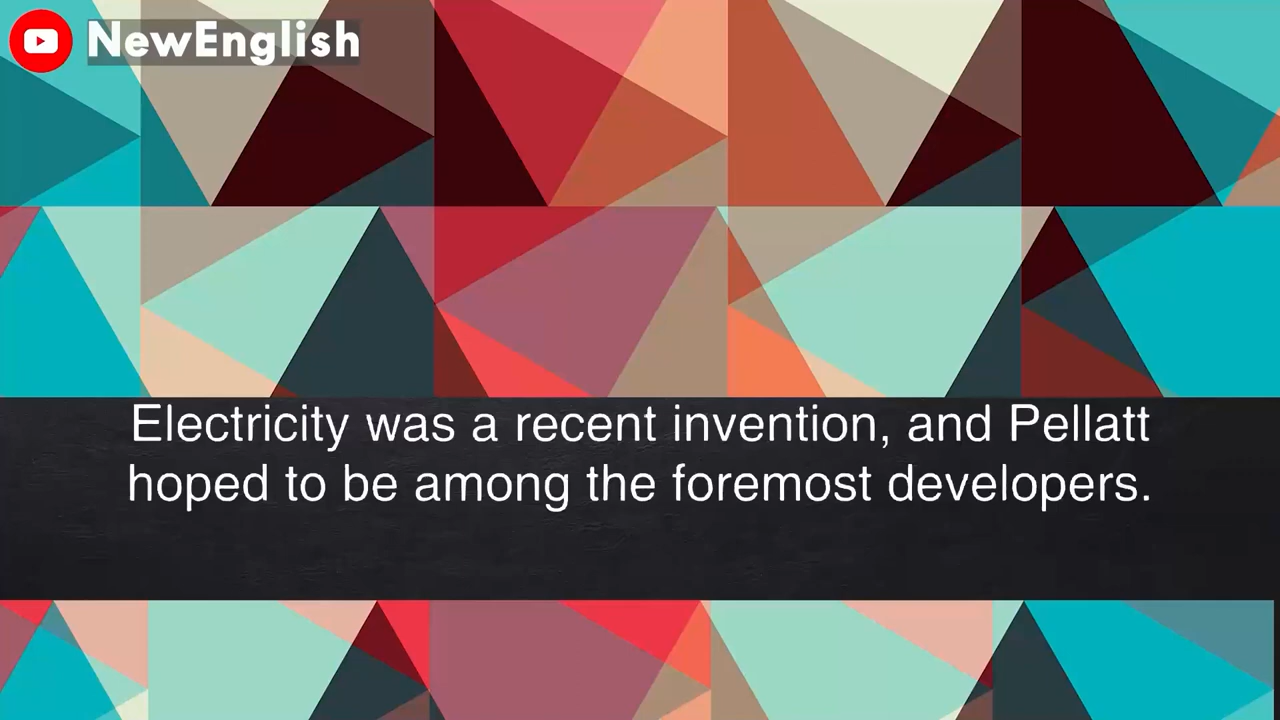 NewEnglish
Electricity was a recent invention, and Pellatt
hoped to be among the foremost developers.